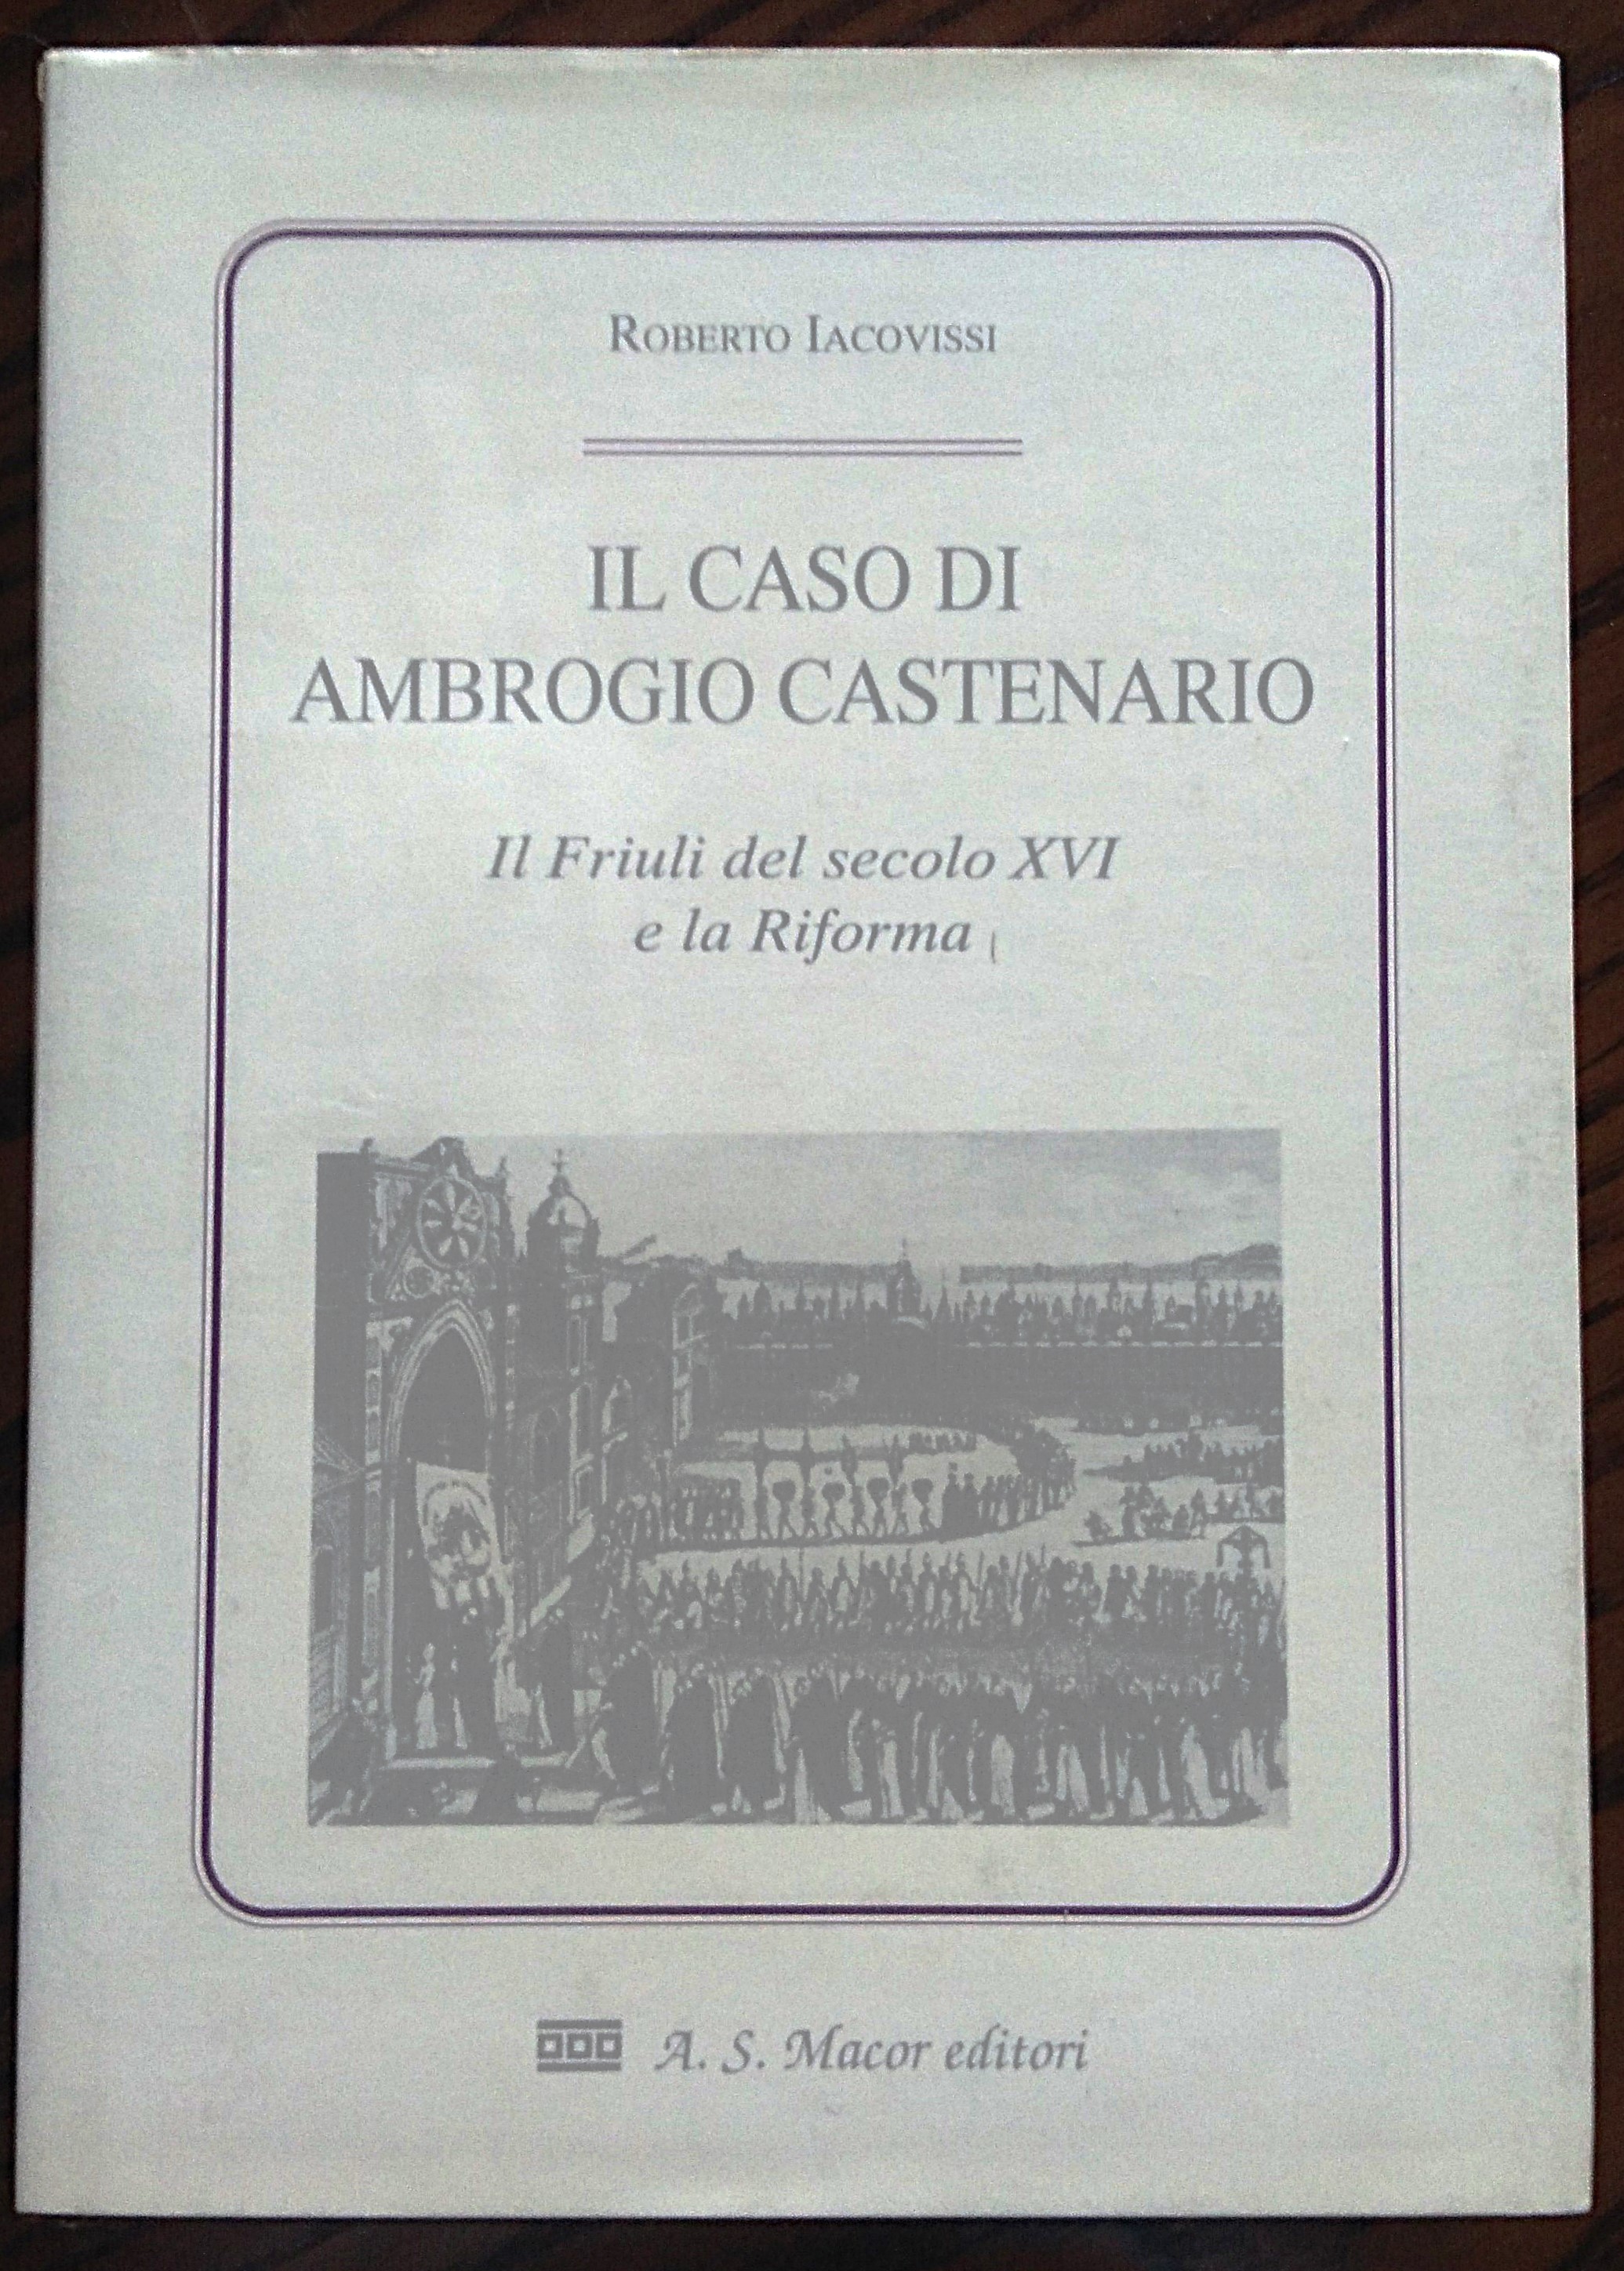 ROBERTO IACOVISSI
IL CASO DI
AMBROGIO CASTENARIO
Il Friuli del secolo XVI
e la Riforma
A. S. Macor editori